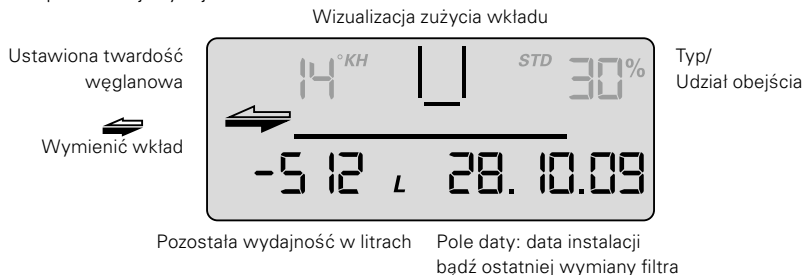 Wizualizacja zużycia wkładu
Ustawiona twardość
węglanowa
14 °KH
STD 30%
Typ/
Udział obejścia
Wymienić wkład
-512 L 28.10.09
Pozostała wydajność w litrach
Pole daty: data instalacji
bądź ostatniej wymiany filtra